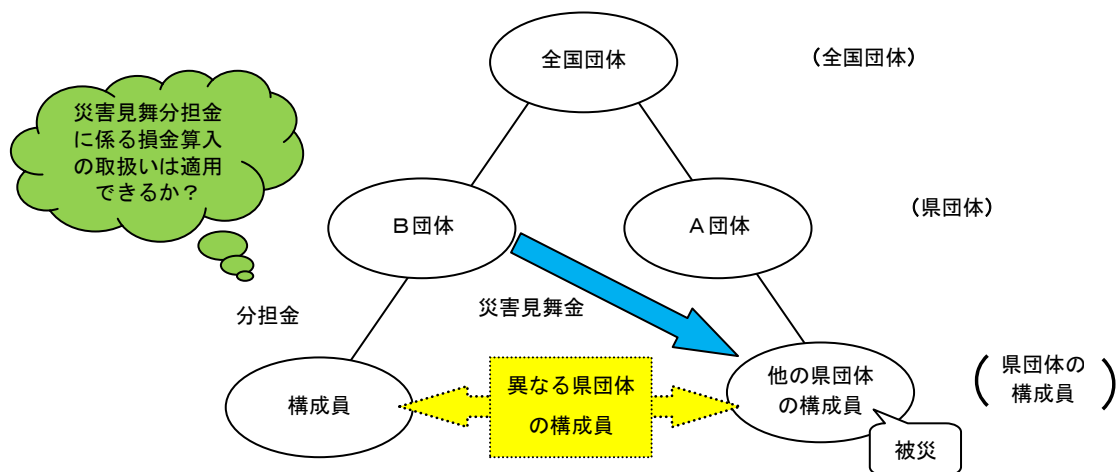 全国団体
（全国団体）
災害見舞分担金
に係る損金算入
の取扱いは適用
できるか？
Ｂ団体
Ａ団体
（県団体）
分担金
災害見舞金
構成員
異なる県団体
の構成員
他の県団体
の構成員
（県団体の
構成員）
被災